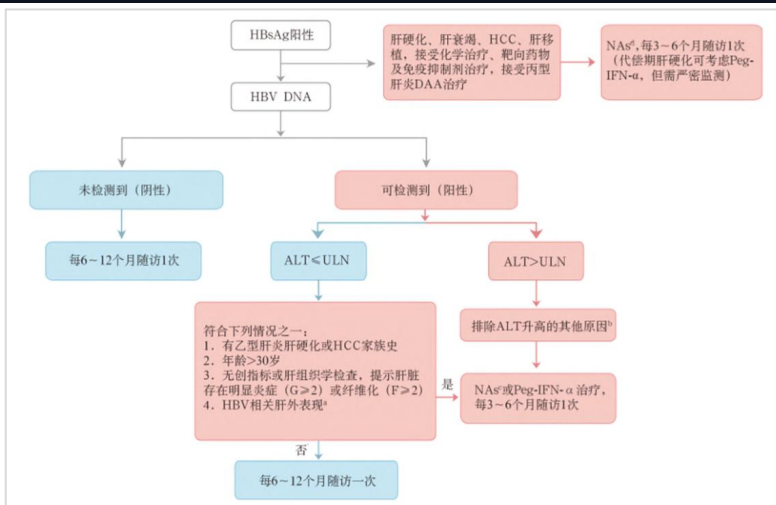 HBsAg阳性
肝硬化、肝衰竭、HCC、肝移
植，接受化学治疗、靶向药物
及免疫抑制剂治疗，接受丙型
肝炎DAA治疗
NAsᵈ,每3～6个月随访1次
（代偿期肝硬化可考虑Peg-
IFN-α，但需严密监测）
HBV DNA
未检测到（阴性）
可检测到（阳性）
每6～12个月随访1次
ALT≤ULN
ALT>ULN
符合下列情况之一：
1. 有乙型肝炎肝硬化或HCC家族史
2. 年龄>30岁
3. 无创指标或肝组织学检查，提示肝脏
存在明显炎症（G≥2）或纤维化（F≥2）
4. HBV相关肝外表现ᵃ
排除ALT升高的其他原因ᵇ
是
NAsᶜ或Peg-IFN-α治疗，
每3～6个月随访1次
否
每6～12个月随访一次